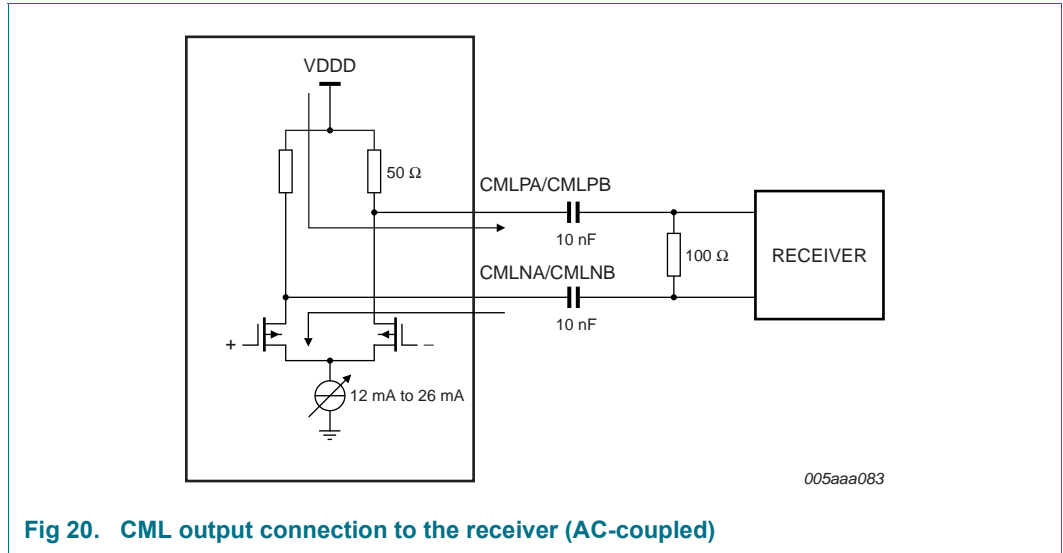 VDDD
50 Ω
CMLPA/CMLPB
10 nF
100 Ω
RECEIVER
CMLNA/CMLNB
10 nF
+
−
12 mA to 26 mA
005aaa083
Fig 20. CML output connection to the receiver (AC-coupled)